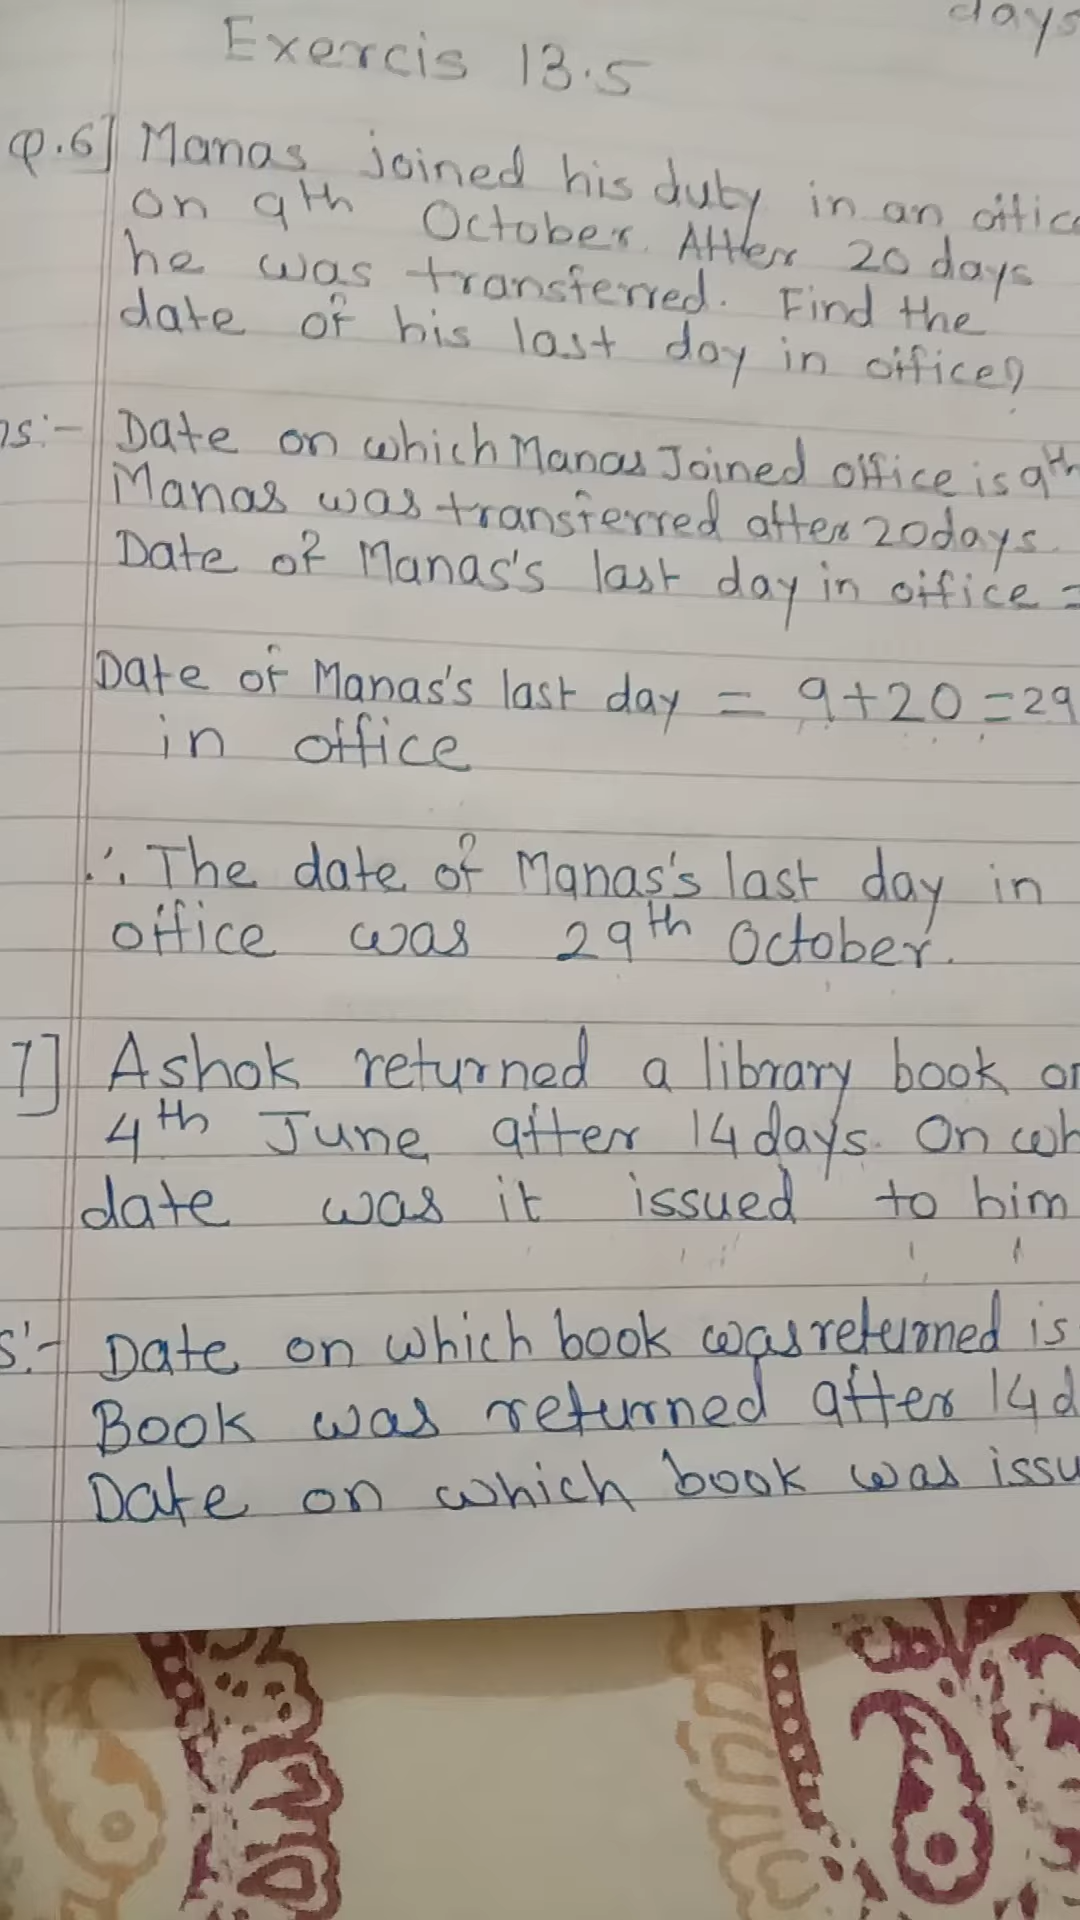 days
Exercis 13.5
Q.6] Manas joined his duty in an office
on 9th October. After 20 days
he was transferred. Find the
date of his last day in office?
ns:- Date on which Manas Joined office is 9th
Manas was transferred after 20days.
Date of Manas's last day in office =
Date of Manas's last day = 9+20=29
in office
∴ The date of Manas's last day in
office was 29th October.
7] Ashok returned a library book on
4th June after 14days. On wh
date was it issued to him
s:- Date on which book was returned is
Book was returned after 14d
Date on which book was issu